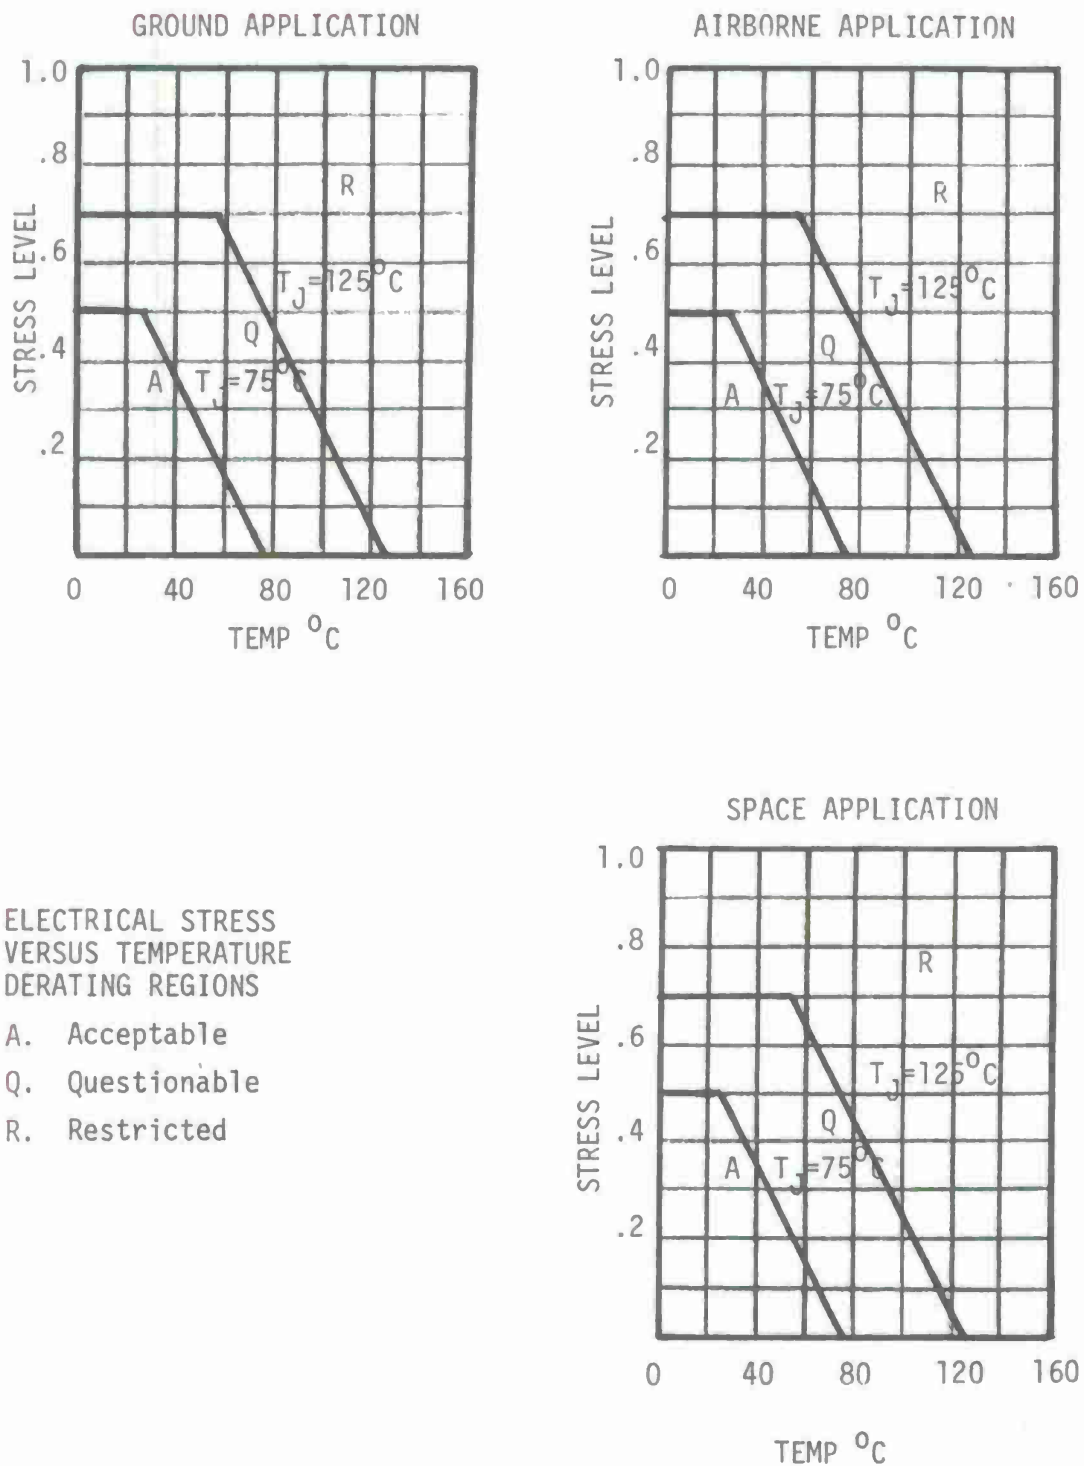 GROUND APPLICATION
1.0
.8
.6
.4
.2
STRESS LEVEL
R
T_J=125°C
Q
A T_J=75°C
0 40 80 120 160
TEMP °C
AIRBORNE APPLICATION
1.0
.8
.6
.4
.2
STRESS LEVEL
R
T_J=125°C
Q
A T_J=75°C
0 40 80 120 160
TEMP °C
ELECTRICAL STRESS
VERSUS TEMPERATURE
DERATING REGIONS
A. Acceptable
Q. Questionable
R. Restricted
SPACE APPLICATION
1.0
.8
.6
.4
.2
STRESS LEVEL
R
T_J=125°C
Q
A T_J=75°C
0 40 80 120 160
TEMP °C